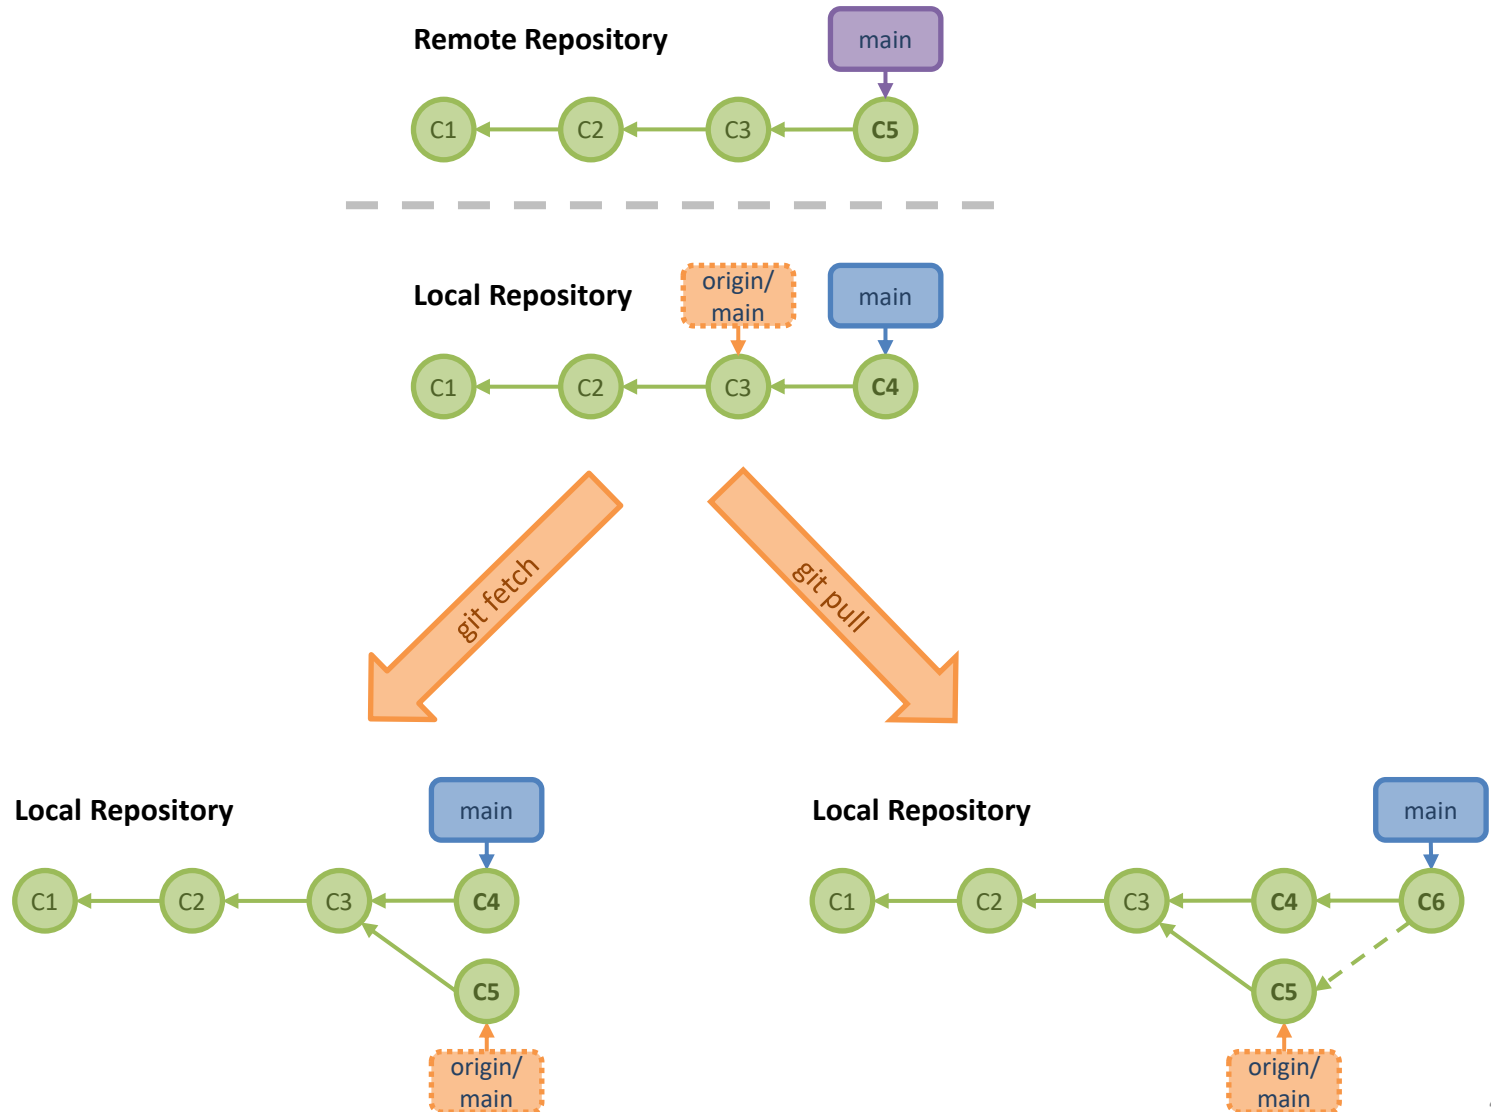 Remote Repository
main
C1
C2
C3
C5
Local Repository
origin/
main
main
C1
C2
C3
C4
git fetch
git pull
Local Repository
main
C1
C2
C3
C4
C5
origin/
main
Local Repository
main
C1
C2
C3
C4
C6
C5
origin/
main